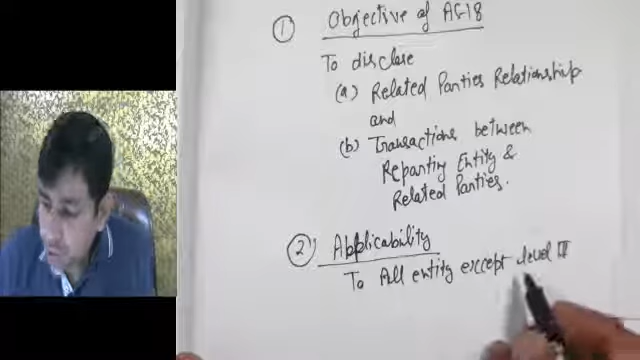 ① Objective of AS-18
To disclose
(a) Related Parties Relationship
and
(b) Transactions between
Reporting Entity &
Related Parties.
② Applicability
To All entity except level III